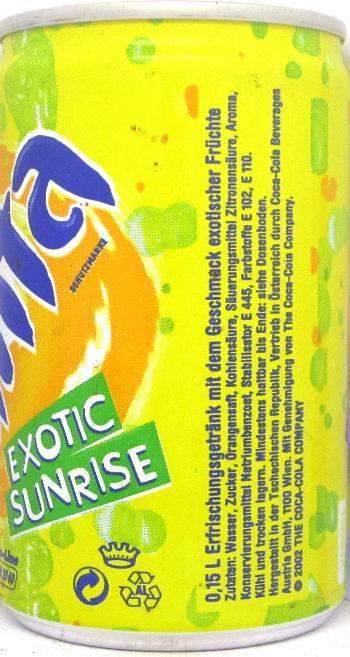 SCHUTZMARKE
EXOTIC
SUNRISE
AL
0,15 L Erfrischungsgetränk mit dem Geschmack exotischer Früchte
Zutaten: Wasser, Zucker, Orangensaft, Kohlensäure, Säuerungsmittel Zitronensäure, Aroma,
Konservierungsmittel Natriumbenzoat, Stabilisator E 445, Farbstoffe E 102, E 110.
Kühl und trocken lagern. Mindestens haltbar bis Ende: siehe Dosenboden.
Hergestellt in der Tschechischen Republik, Vertrieb in Österreich durch Coca-Cola Beverages
Austria GmbH, 1100 Wien. Mit Genehmigung von The Coca-Cola Company.
© 2002 THE COCA-COLA COMPANY